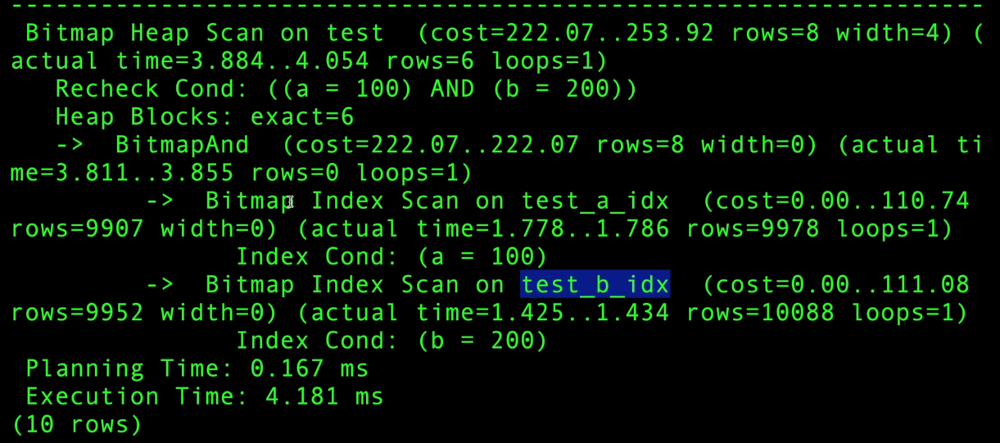 --------------------------------------------------------------------
 Bitmap Heap Scan on test  (cost=222.07..253.92 rows=8 width=4) (
actual time=3.884..4.054 rows=6 loops=1)
   Recheck Cond: ((a = 100) AND (b = 200))
   Heap Blocks: exact=6
   ->  BitmapAnd  (cost=222.07..222.07 rows=8 width=0) (actual ti
me=3.811..3.855 rows=0 loops=1)
         ->  Bitmap Index Scan on test_a_idx  (cost=0.00..110.74
rows=9907 width=0) (actual time=1.778..1.786 rows=9978 loops=1)
               Index Cond: (a = 100)
         ->  Bitmap Index Scan on test_b_idx  (cost=0.00..111.08
rows=9952 width=0) (actual time=1.425..1.434 rows=10088 loops=1)
               Index Cond: (b = 200)
 Planning Time: 0.167 ms
 Execution Time: 4.181 ms
(10 rows)